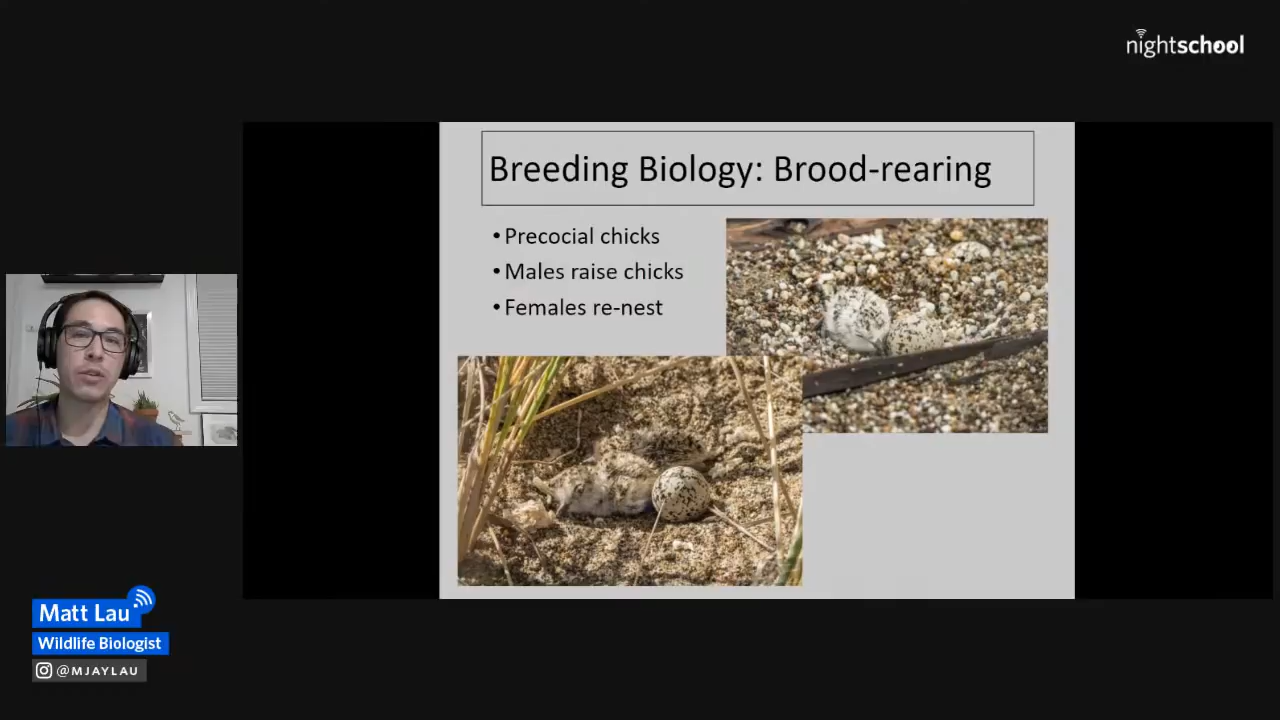 nightschool
Breeding Biology: Brood-rearing
• Precocial chicks
• Males raise chicks
• Females re-nest
Matt Lau
Wildlife Biologist
@MJAYLAU